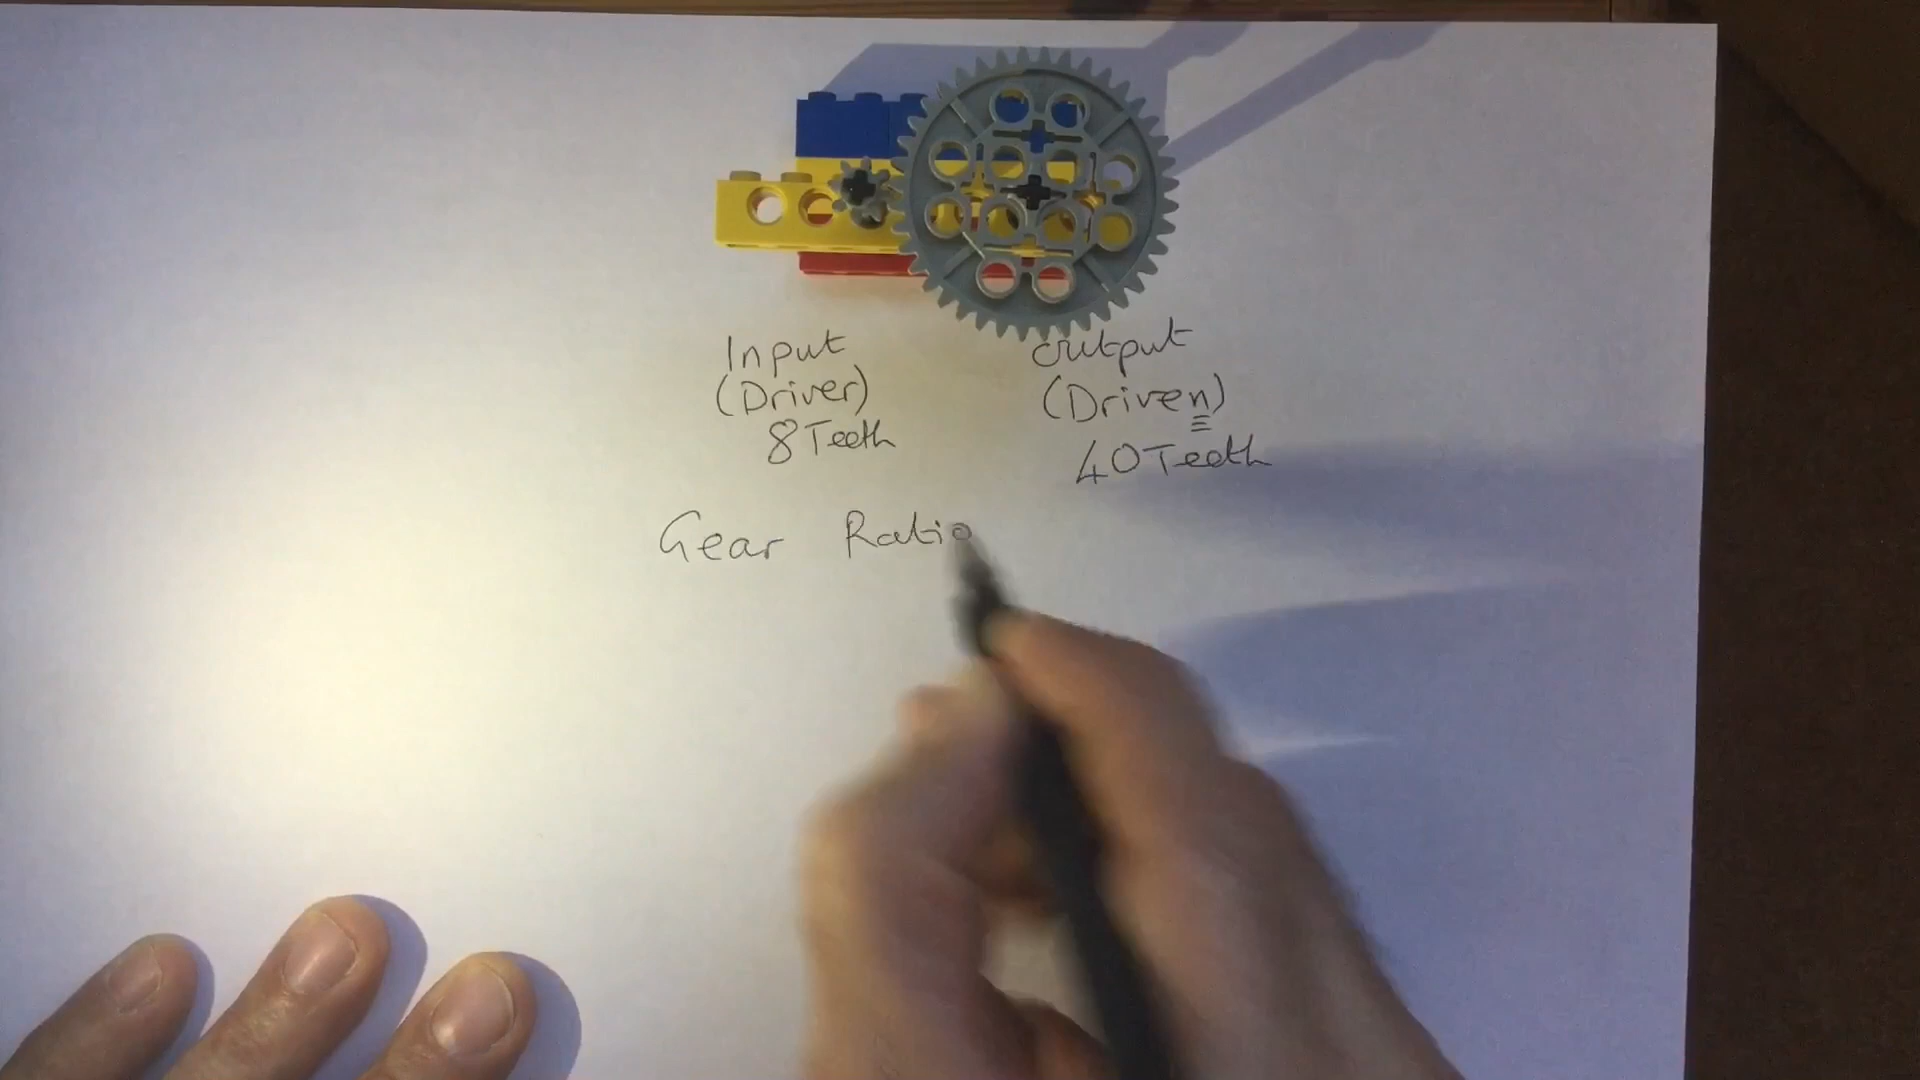 Input
(Driver)
8 Teeth
output
(Driven)
40 Teeth
Gear Ratio